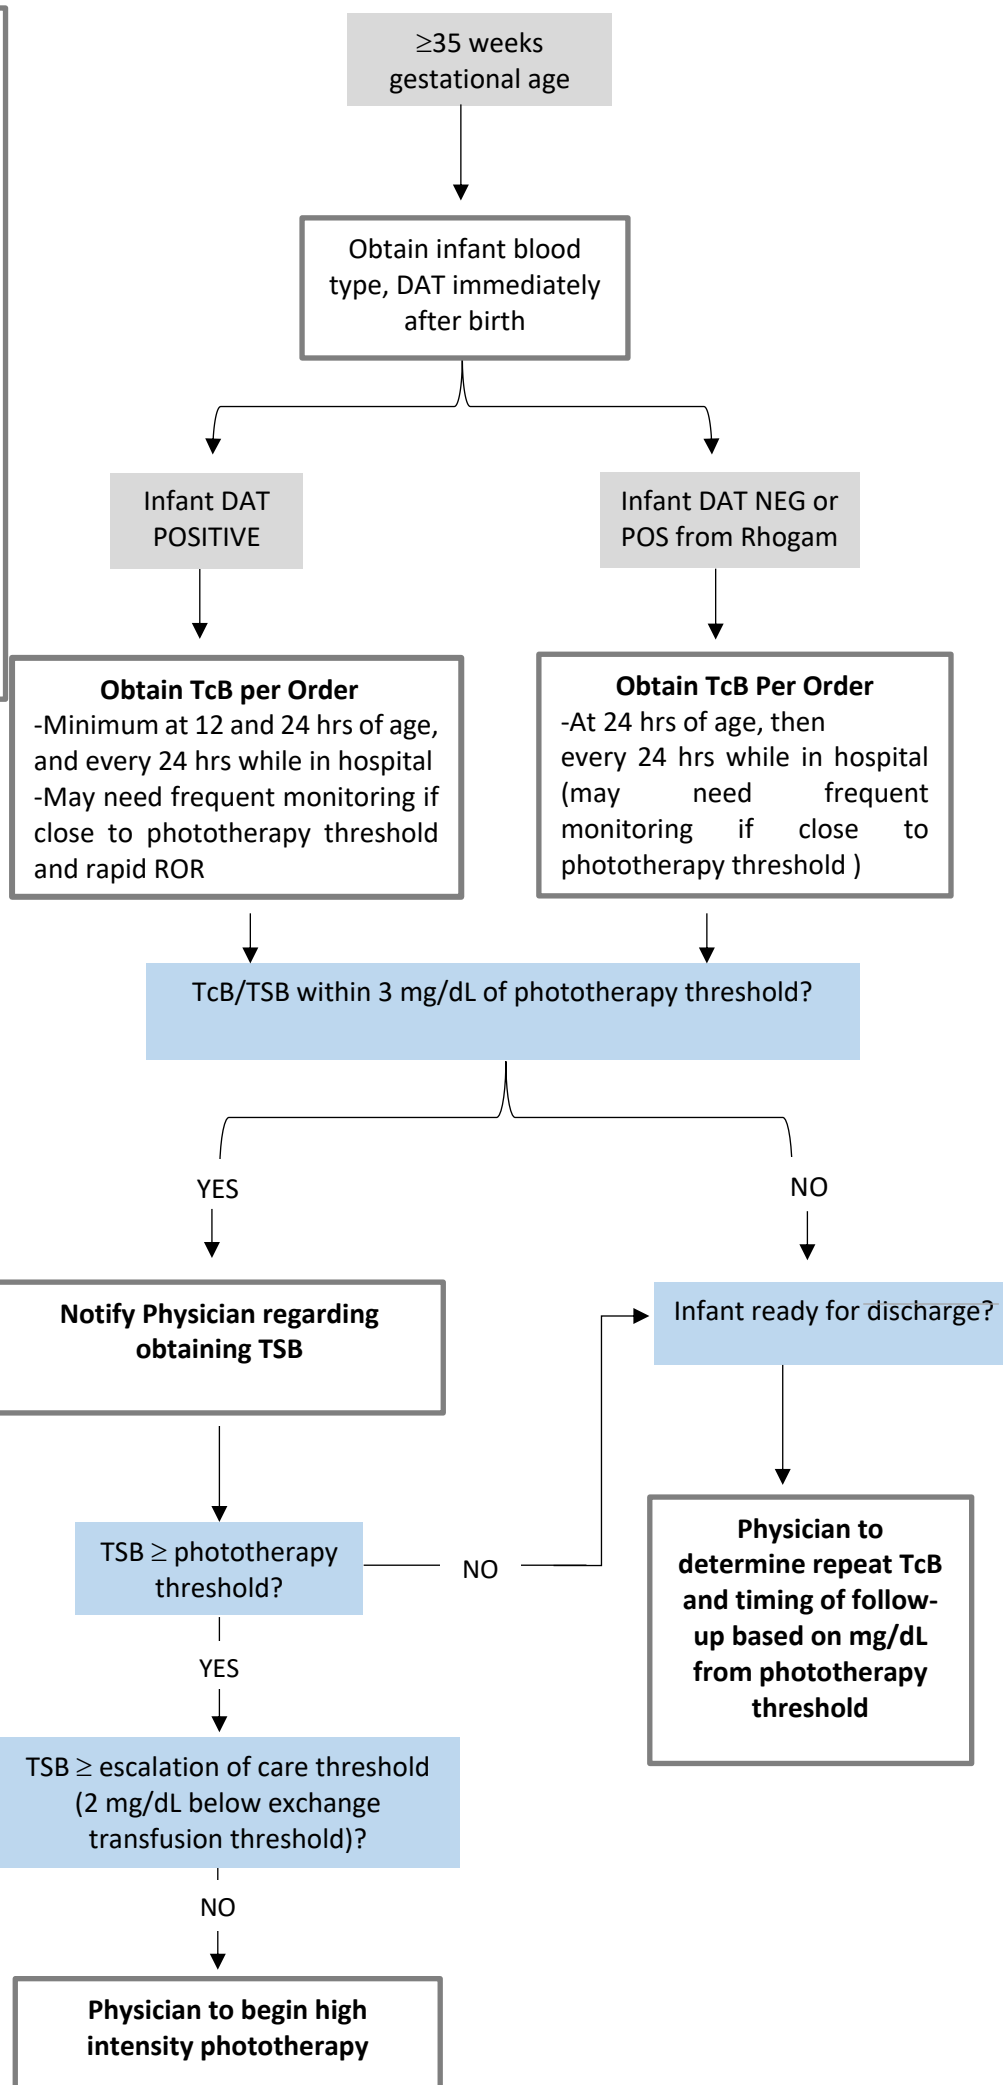 ≥35 weeks
gestational age
Obtain infant blood
type, DAT immediately
after birth
Infant DAT
POSITIVE
Infant DAT NEG or
POS from Rhogam
Obtain TcB per Order
-Minimum at 12 and 24 hrs of age,
and every 24 hrs while in hospital
-May need frequent monitoring if
close to phototherapy threshold
and rapid ROR
Obtain TcB Per Order
-At 24 hrs of age, then
every 24 hrs while in hospital
(may need frequent
monitoring if close to
phototherapy threshold )
TcB/TSB within 3 mg/dL of phototherapy threshold?
YES
NO
Notify Physician regarding
obtaining TSB
Infant ready for discharge?
TSB ≥ phototherapy
threshold?
NO
Physician to
determine repeat TcB
and timing of follow-
up based on mg/dL
from phototherapy
threshold
YES
TSB ≥ escalation of care threshold
(2 mg/dL below exchange
transfusion threshold)?
NO
Physician to begin high
intensity phototherapy